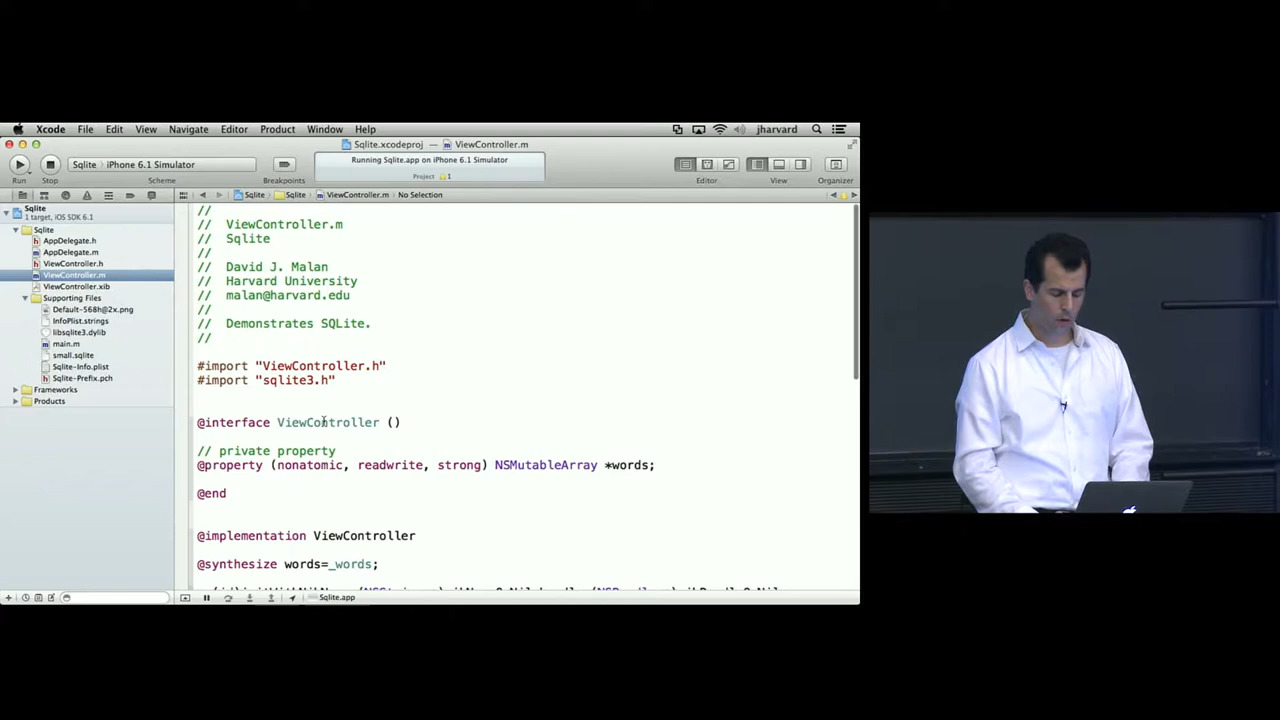 Xcode File Edit View Navigate Editor Product Window Help jharvard
Sqlite.xcodeproj — ViewController.m
Run Stop
Sqlite iPhone 6.1 Simulator
Scheme
Breakpoints
Running Sqlite.app on iPhone 6.1 Simulator
Project 1
Editor
View
Organizer
Sqlite Sqlite ViewController.m No Selection
Sqlite
1 target, iOS SDK 6.1
Sqlite
AppDelegate.h
AppDelegate.m
ViewController.h
ViewController.m
ViewController.xib
Supporting Files
Default-568h@2x.png
InfoPlist.strings
libsqlite3.dylib
main.m
small.sqlite
Sqlite-Info.plist
Sqlite-Prefix.pch
Frameworks
Products
//
// ViewController.m
// Sqlite
//
// David J. Malan
// Harvard University
// malan@harvard.edu
//
// Demonstrates SQLite.
//
#import "ViewController.h"
#import "sqlite3.h"
@interface ViewController ()
// private property
@property (nonatomic, readwrite, strong) NSMutableArray *words;
@end
@implementation ViewController
@synthesize words=_words;
Sqlite.app